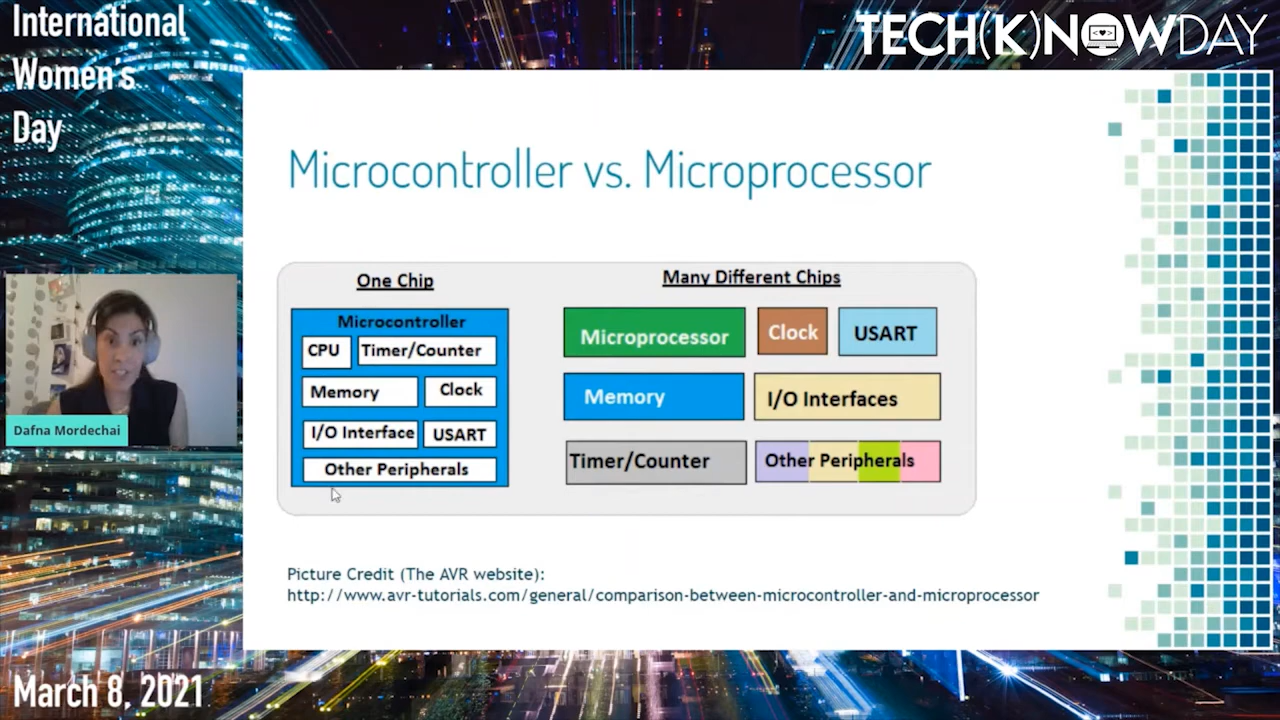 International
Women's
Day
TECH(K)NOWDAY
Microcontroller vs. Microprocessor
One Chip
Microcontroller
CPU
Timer/Counter
Memory
Clock
I/O Interface
USART
Other Peripherals
Many Different Chips
Microprocessor
Clock
USART
Memory
I/O Interfaces
Timer/Counter
Other Peripherals
Dafna Mordechai
Picture Credit (The AVR website):
http://www.avr-tutorials.com/general/comparison-between-microcontroller-and-microprocessor
March 8, 2021